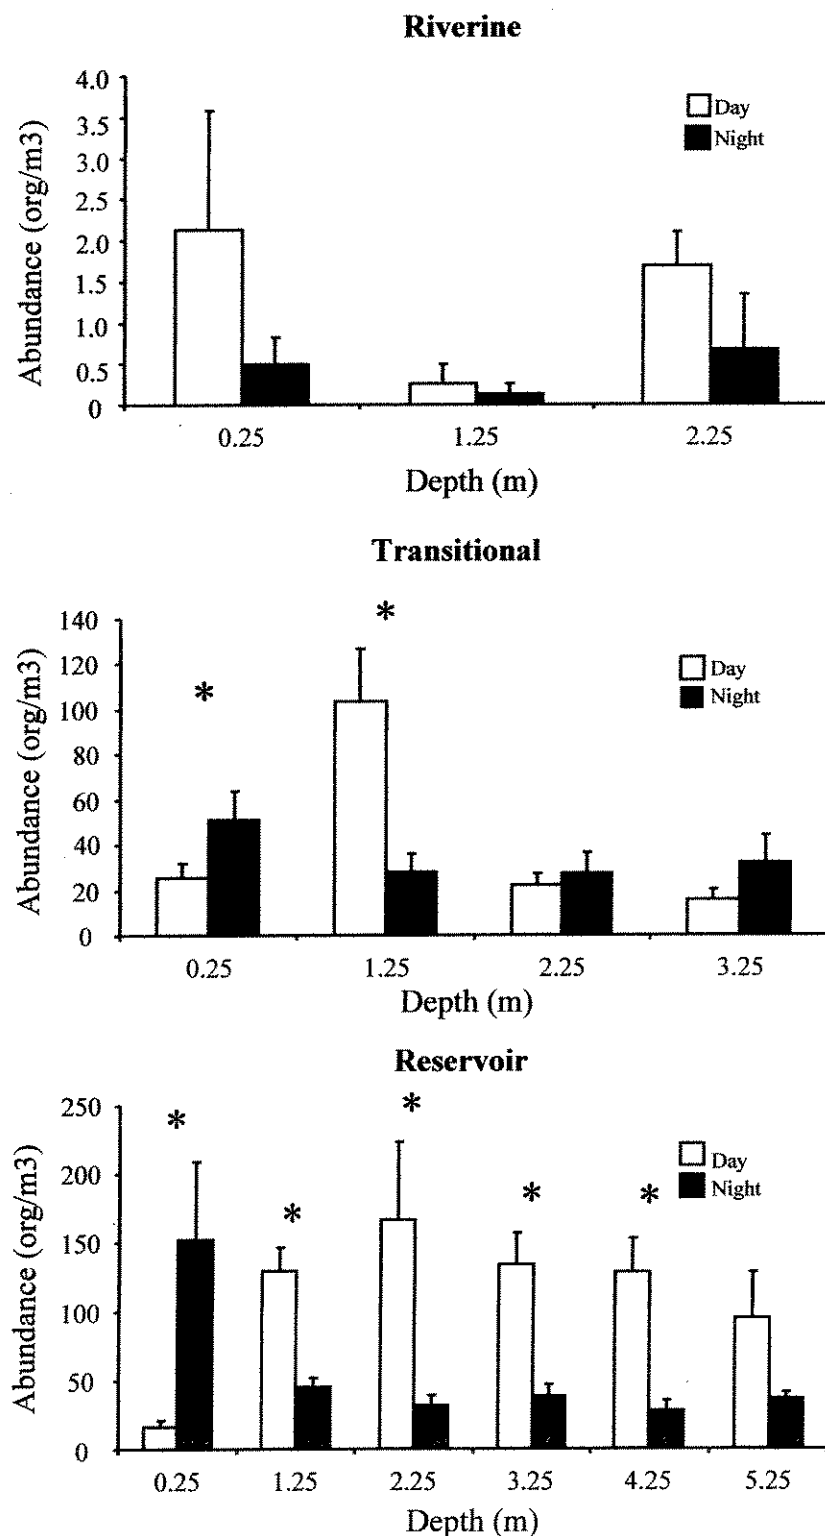 Riverine
Abundance (org/m3)
4.0
3.5
3.0
2.5
2.0
1.5
1.0
0.5
0
Day
Night
0.25 1.25 2.25
Depth (m)
Transitional
Abundance (org/m3)
140
120
100
80
60
40
20
0
*
*
Day
Night
0.25 1.25 2.25 3.25
Depth (m)
Reservoir
Abundance (org/m3)
250
200
150
100
50
0
*
*
*
*
*
Day
Night
0.25 1.25 2.25 3.25 4.25 5.25
Depth (m)